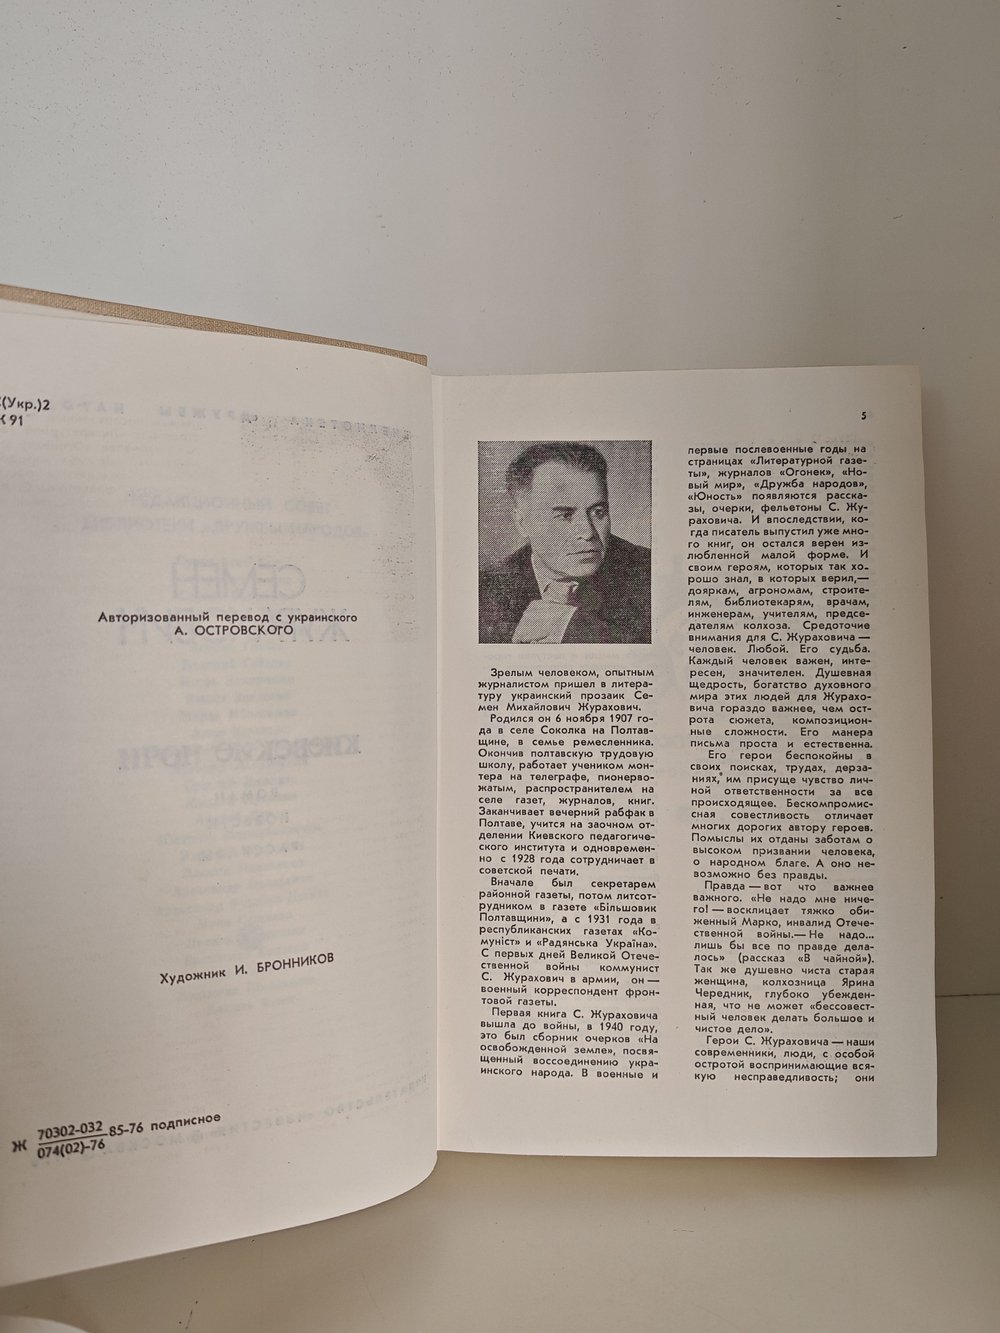 (Укр.)2
91
Авторизованный перевод с украинского
А. ОСТРОВСКОГО
Художник И. БРОННИКОВ
Ж 70302-032 85-76 подписное
074(02)-76
5
Зрелым человеком, опытным
журналистом пришел в литера-
туру украинский прозаик Се-
мен Михайлович Журахович.
Родился он 6 ноября 1907 го-
да в селе Соколка на Полтав-
щине, в семье ремесленника.
Окончив полтавскую трудовую
школу, работает учеником мон-
тера на телеграфе, пионерво-
жатым, распространителем на
селе газет, журналов, книг.
Заканчивает вечерний рабфак в
Полтаве, учится на заочном от-
делении Киевского педагогиче-
ского института и одновремен-
но с 1928 года сотрудничает в
советской печати.
Вначале был секретарем
районной газеты, потом литсот-
рудником в газете «Більшовик
Полтавщини», а с 1931 года в
республиканских газетах «Ко-
муніст» и «Радянська Україна».
С первых дней Великой Отече-
ственной войны коммунист
С. Журахович в армии, он —
военный корреспондент фрон-
товой газеты.
Первая книга С. Жураховича
вышла до войны, в 1940 году,
это был сборник очерков «На
освобожденной земле», посвя-
щенный воссоединению укра-
инского народа. В военные и
первые послевоенные годы на
страницах «Литературной газе-
ты», журналов «Огонек», «Но-
вый мир», «Дружба народов»,
«Юность» появляются расска-
зы, очерки, фельетоны С. Жу-
раховича. И впоследствии, ко-
гда писатель выпустил уже мно-
го книг, он остался верен из-
любленной малой форме. И
своим героям, которых так хо-
рошо знал, в которых верил,—
дояркам, агрономам, строите-
лям, библиотекарям, врачам,
инженерам, учителям, предсе-
дателям колхоза. Средоточие
внимания для С. Жураховича —
человек. Любой. Его судьба.
Каждый человек важен, инте-
ресен, значителен. Душевная
щедрость, богатство духовного
мира этих людей для Журахо-
вича гораздо важнее, чем ост-
рота сюжета, композицион-
ные сложности. Его манера
письма проста и естественна.
Его герои беспокойны в
своих поисках, трудах, дерза-
ниях, им присуще чувство лич-
ной ответственности за все
происходящее. Бескомпромис-
сная совестливость отличает
многих дорогих автору героев.
Помыслы их отданы заботам о
высоком призвании человека,
о народном благе. А оно не-
возможно без правды.
Правда — вот что важнее
важного. «Не надо мне ниче-
го! — восклицает тяжко оби-
женный Марко, инвалид Отече-
ственной войны.— Не надо...
лишь бы все по правде дела-
лось» (рассказ «В чайной»).
Так же душевно чиста старая
женщина, колхозница Ярина
Чередник, глубоко убежден-
ная, что не может «бессовест-
ный человек делать большое и
чистое дело».
Герои С. Жураховича — наши
современники, люди, с особой
остротой воспринимающие вся-
кую несправедливость; они